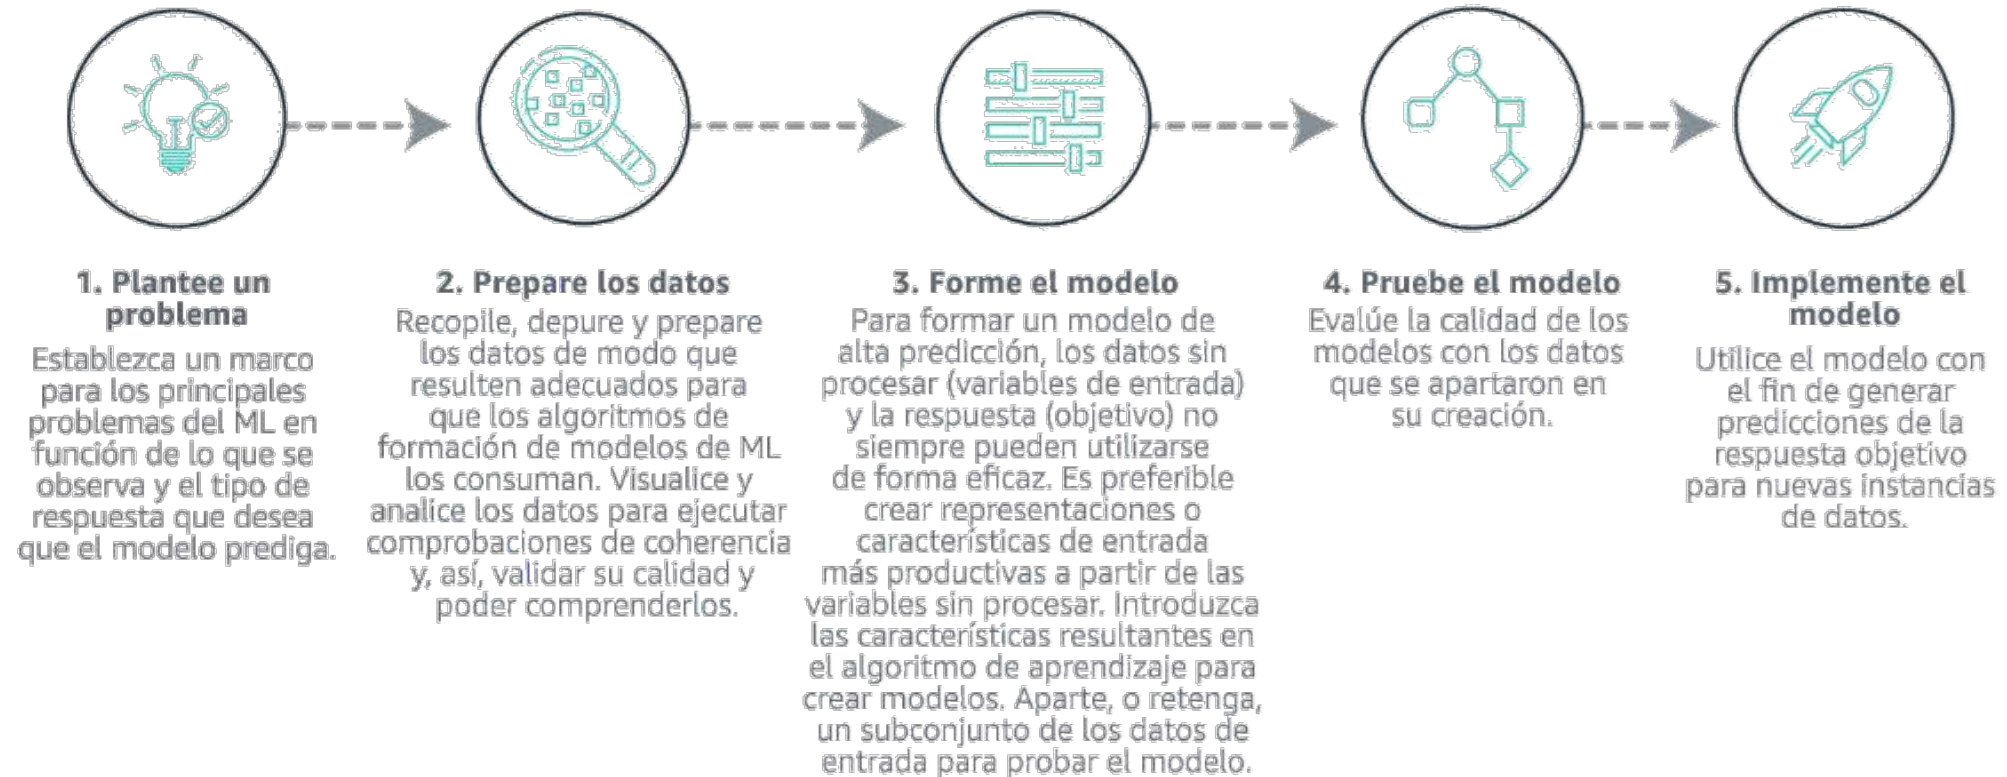 1. Plantee un
problema
Establezca un marco
para los principales
problemas del ML en
función de lo que se
observa y el tipo de
respuesta que desea
que el modelo prediga.
2. Prepare los datos
Recopile, depure y prepare
los datos de modo que
resulten adecuados para
que los algoritmos de
formación de modelos de ML
los consuman. Visualice y
analice los datos para ejecutar
comprobaciones de coherencia
y, así, validar su calidad y
poder comprenderlos.
3. Forme el modelo
Para formar un modelo de
alta predicción, los datos sin
procesar (variables de entrada)
y la respuesta (objetivo) no
siempre pueden utilizarse
de forma eficaz. Es preferible
crear representaciones o
características de entrada
más productivas a partir de las
variables sin procesar. Introduzca
las características resultantes en
el algoritmo de aprendizaje para
crear modelos. Aparte, o retenga,
un subconjunto de los datos de
entrada para probar el modelo.
4. Pruebe el modelo
Evalúe la calidad de los
modelos con los datos
que se apartaron en
su creación.
5. Implemente el
modelo
Utilice el modelo con
el fin de generar
predicciones de la
respuesta objetivo
para nuevas instancias
de datos.